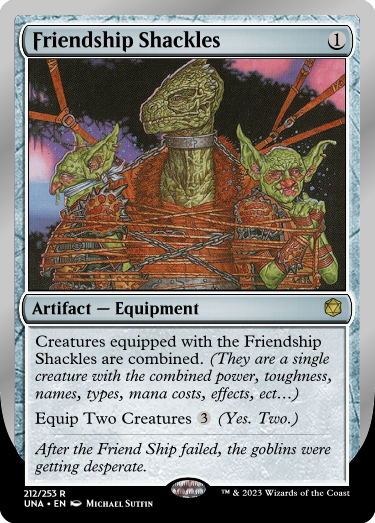 Friendship Shackles 1
Artifact — Equipment
Creatures equipped with the Friendship
Shackles are combined. (They are a single
creature with the combined power, toughness,
names, types, mana costs, effects, ect…)
Equip Two Creatures 3 (Yes. Two.)
After the Friend Ship failed, the goblins were
getting desperate.
212/253 R
UNA • EN Michael Sutfin
™ & 2023 Wizards of the Coast